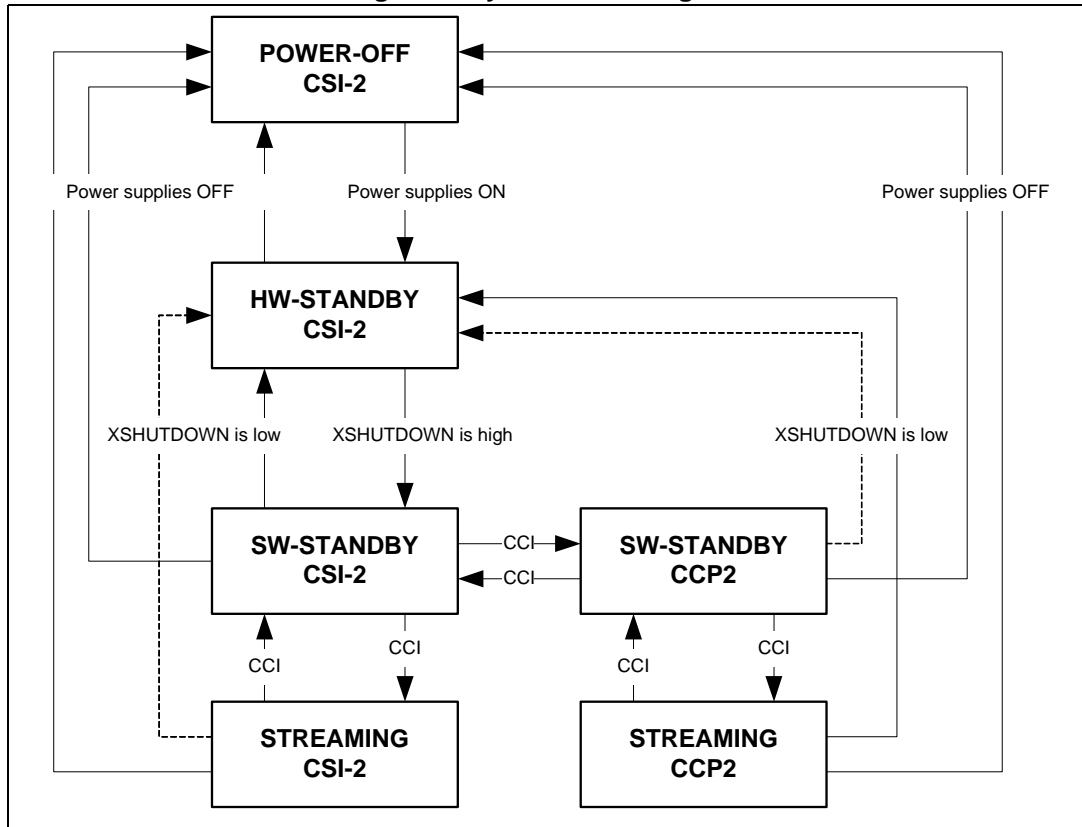 POWER-OFF
CSI-2
Power supplies OFF
Power supplies ON
Power supplies OFF
HW-STANDBY
CSI-2
XSHUTDOWN is low
XSHUTDOWN is high
XSHUTDOWN is low
SW-STANDBY
CSI-2
CCI
CCI
SW-STANDBY
CCP2
CCI
CCI
CCI
CCI
STREAMING
CSI-2
STREAMING
CCP2